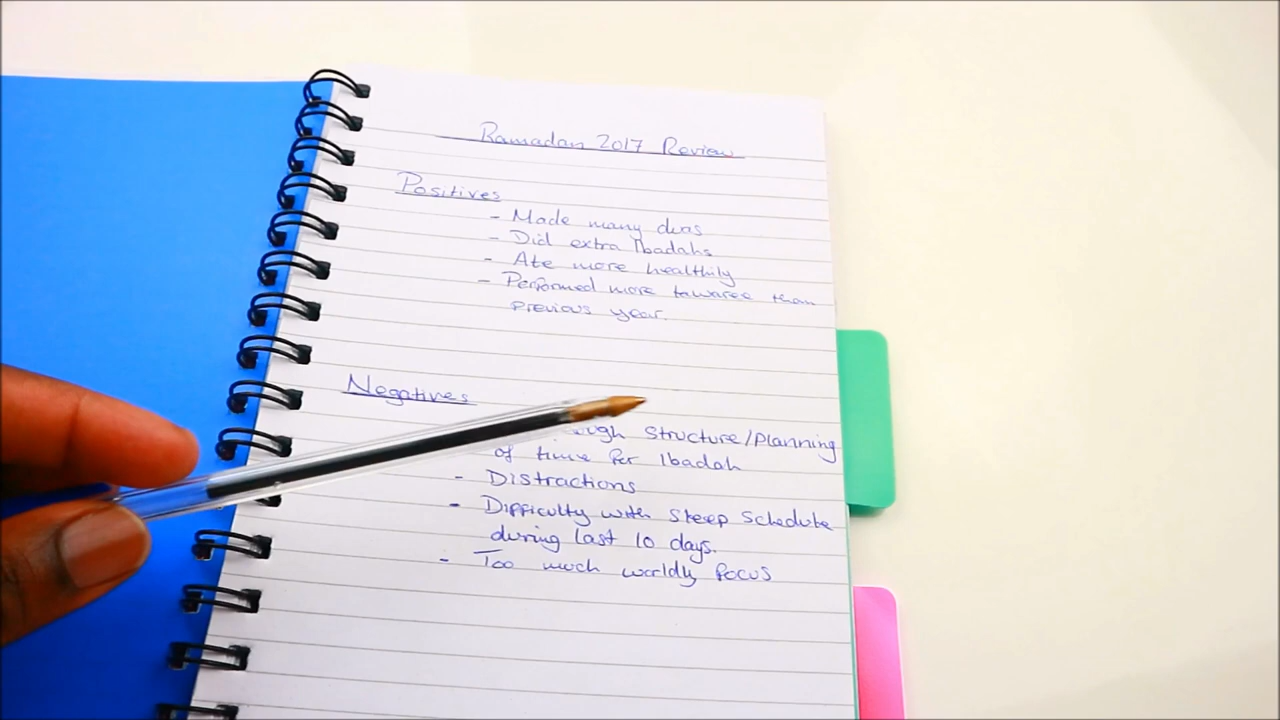 Ramadan 2017 Review
Positives
- Made many duas
- Did extra Ibadahs
- Ate more healthily
- Performed more than
previous year.
Negatives
Structure/Planning
of time for Ibadah
- Distractions
- Difficulty with sleep schedule
during last 10 days.
- Too much worldly focus